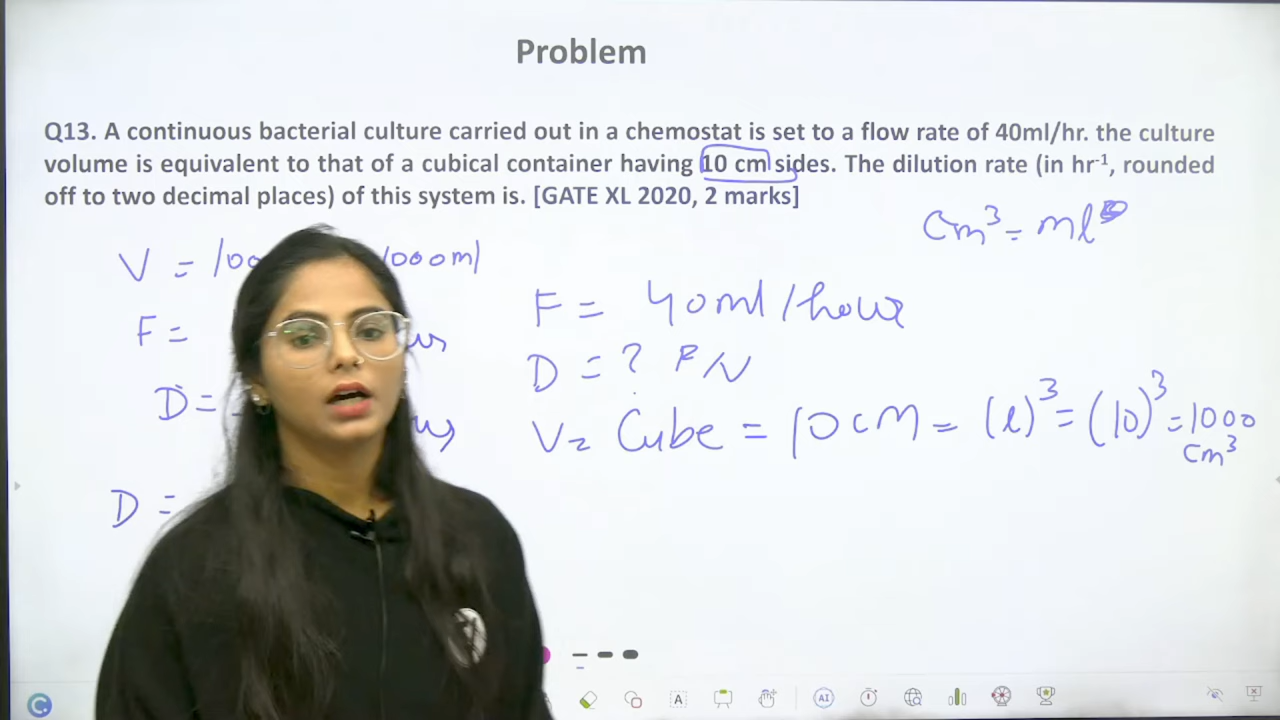 Problem
Q13. A continuous bacterial culture carried out in a chemostat is set to a flow rate of 40ml/hr. the culture
volume is equivalent to that of a cubical container having 10 cm sides. The dilution rate (in hr⁻¹, rounded
off to two decimal places) of this system is. [GATE XL 2020, 2 marks]
cm³ = ml
V = 100 1000ml
F =
D =
D =
F = 40ml/hour
D = ? F/V
V = Cube = 10cm = (l)³ = (10)³ = 1000
cm³
A
AI